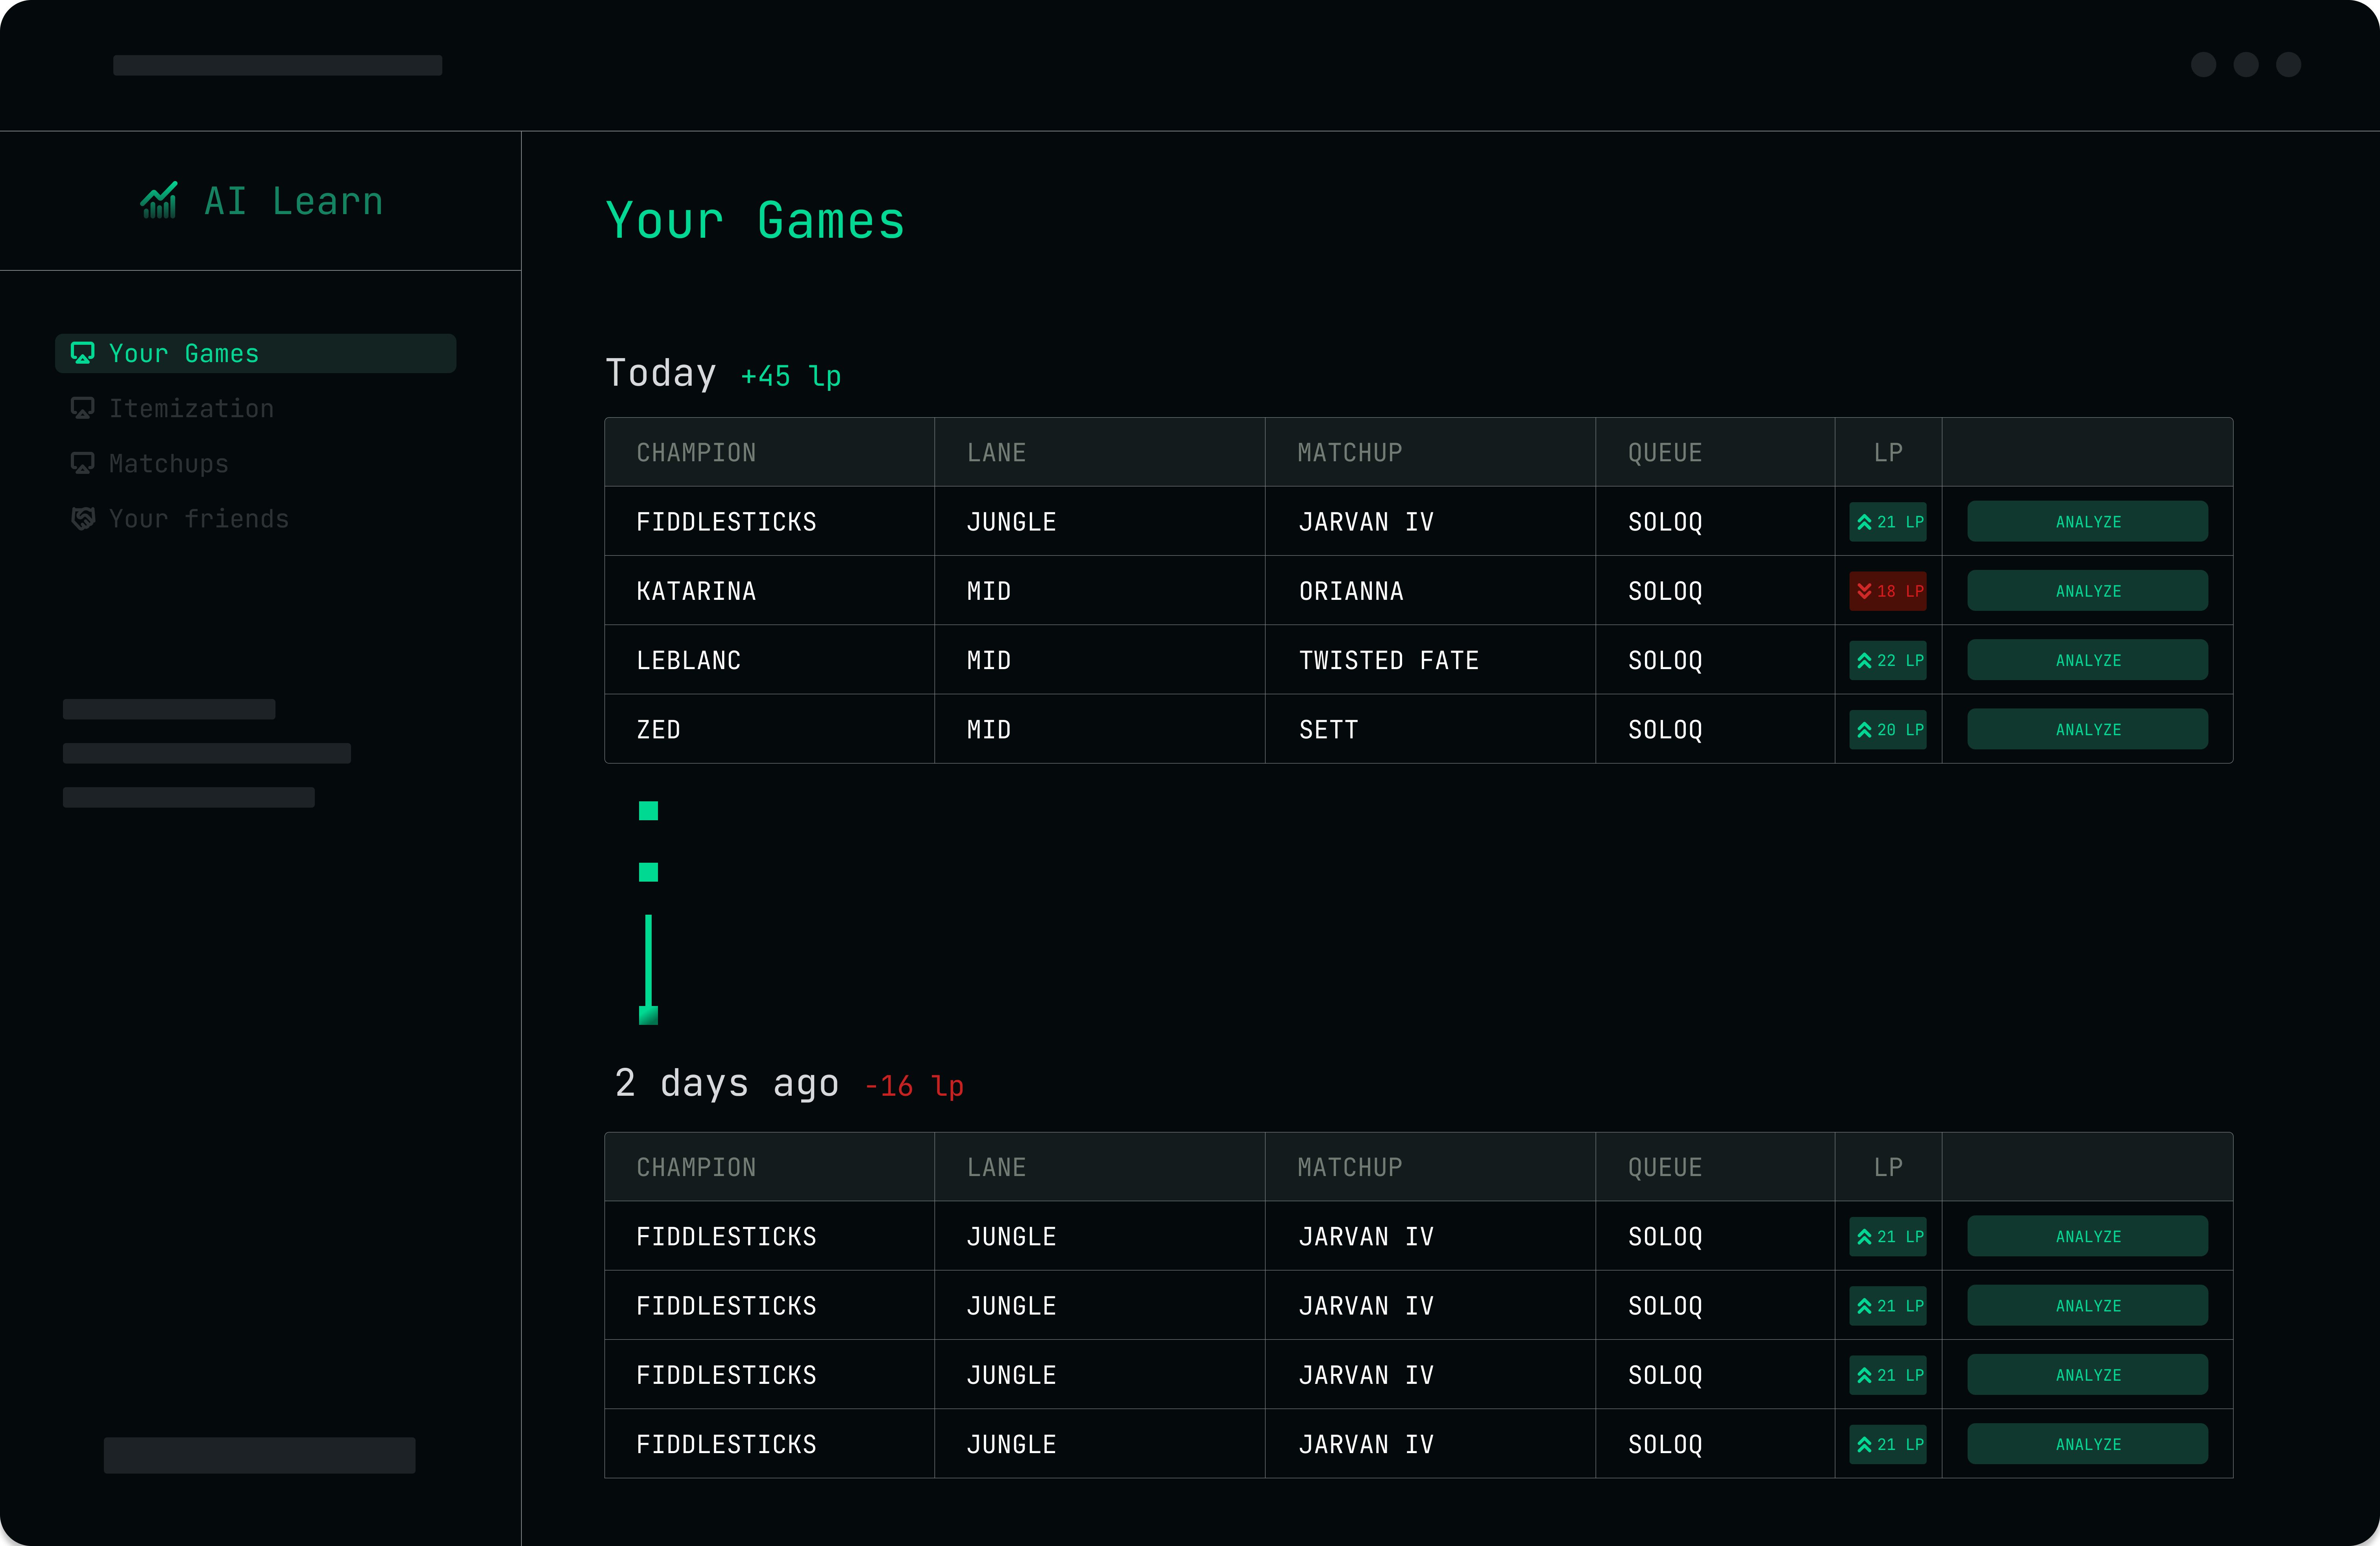 AI Learn
Your Games
Itemization
Matchups
Your friends
Your Games
Today +45 lp
CHAMPION LANE MATCHUP QUEUE LP
FIDDLESTICKS JUNGLE JARVAN IV SOLOQ 21 LP ANALYZE
KATARINA MID ORIANNA SOLOQ 18 LP ANALYZE
LEBLANC MID TWISTED FATE SOLOQ 22 LP ANALYZE
ZED MID SETT SOLOQ 20 LP ANALYZE
2 days ago -16 lp
CHAMPION LANE MATCHUP QUEUE LP
FIDDLESTICKS JUNGLE JARVAN IV SOLOQ 21 LP ANALYZE
FIDDLESTICKS JUNGLE JARVAN IV SOLOQ 21 LP ANALYZE
FIDDLESTICKS JUNGLE JARVAN IV SOLOQ 21 LP ANALYZE
FIDDLESTICKS JUNGLE JARVAN IV SOLOQ 21 LP ANALYZE